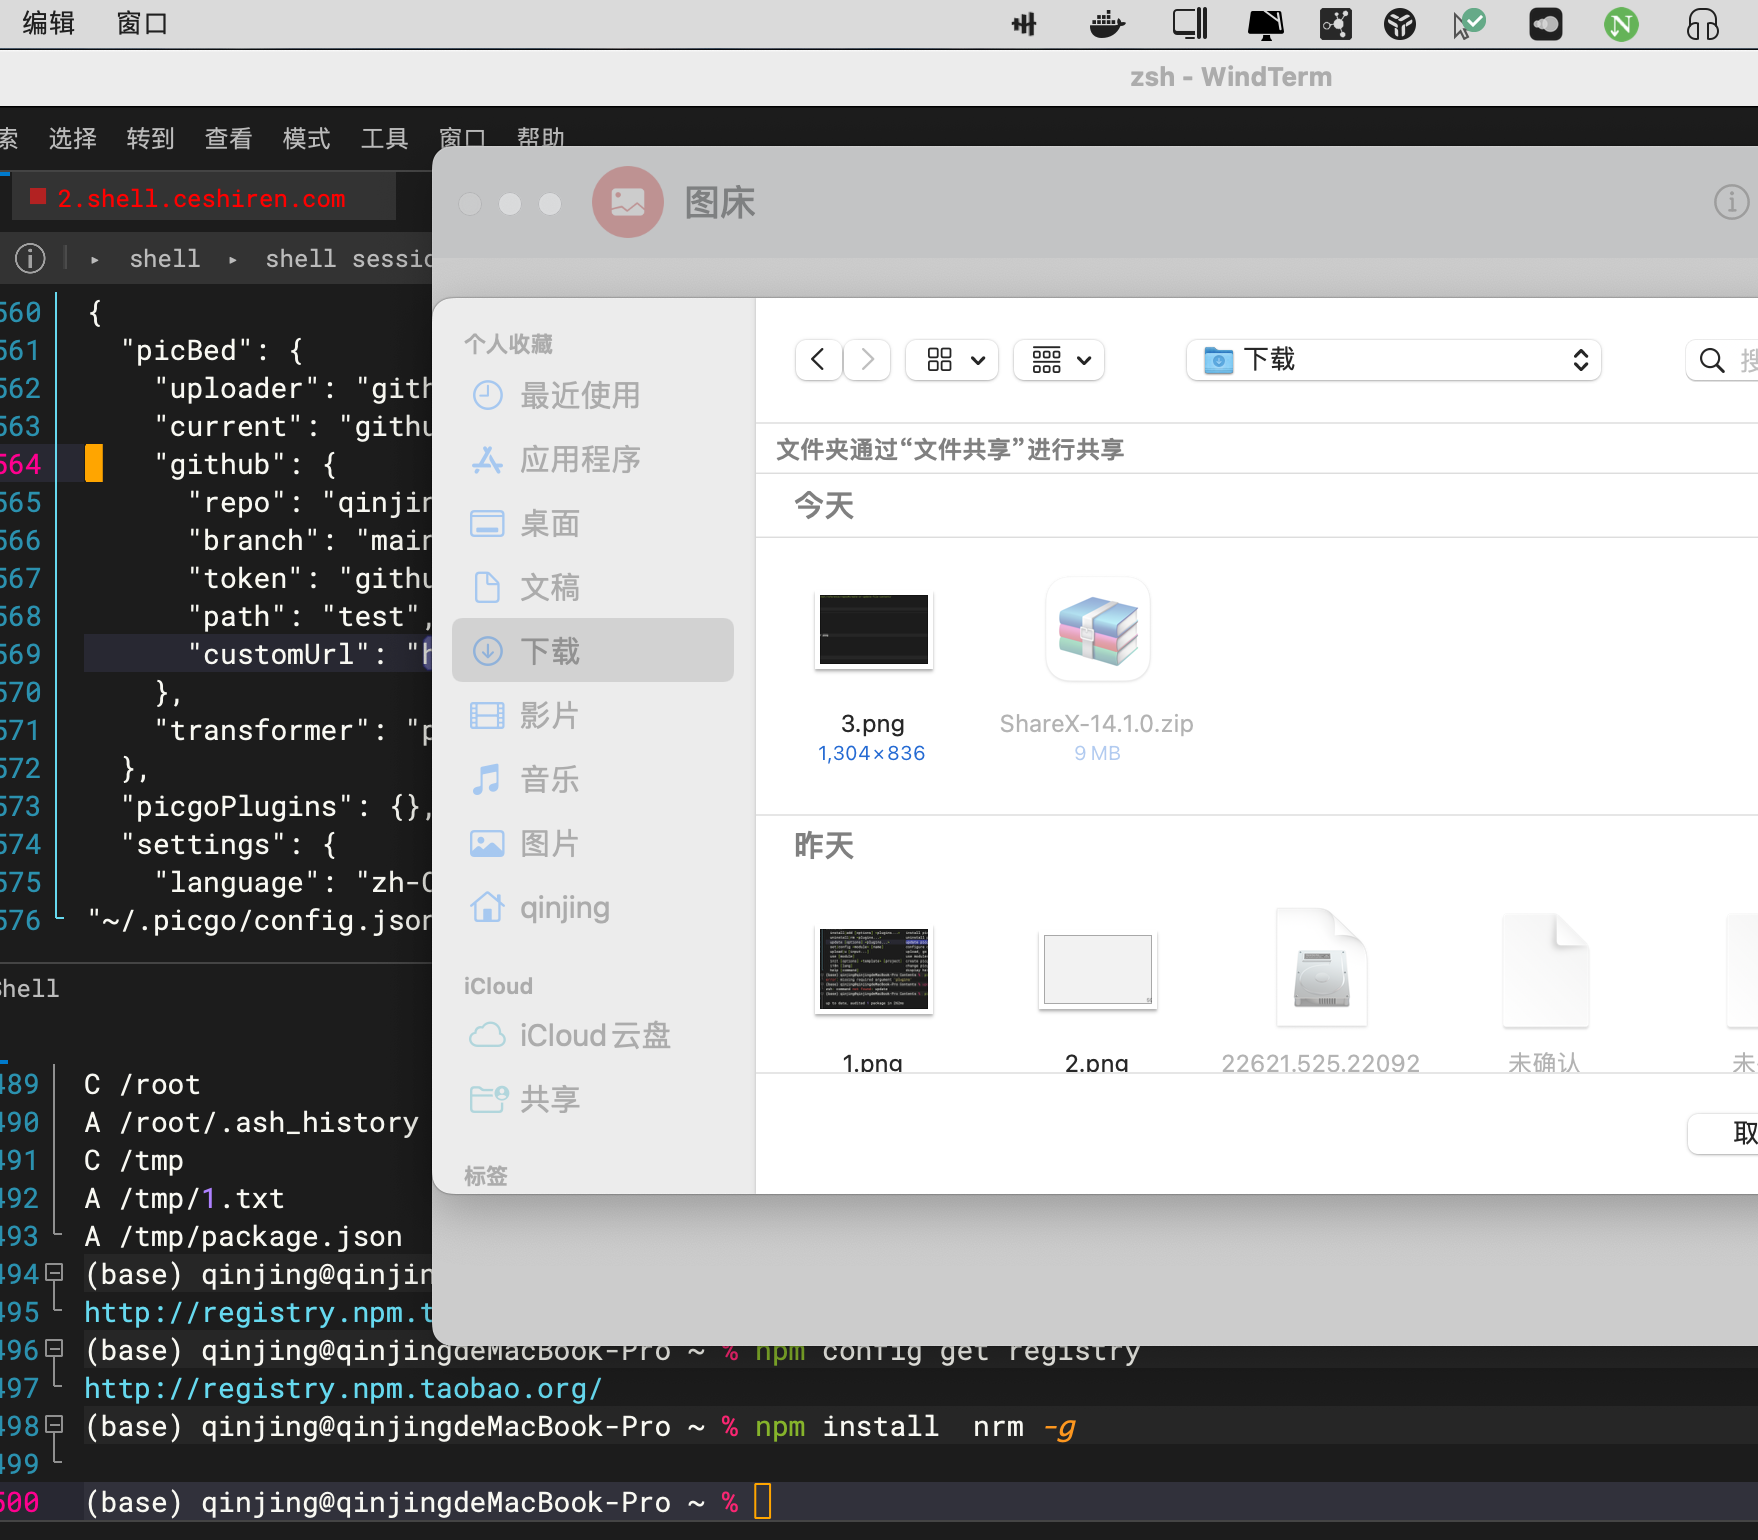 编辑 窗口
zsh - WindTerm
索 选择 转到 查看 模式 工具 窗口 帮助
2.shell.ceshiren.com
shell shell sessio
560 {
561 "picBed": {
562 "uploader": "gith
563 "current": "githu
564 "github": {
565 "repo": "qinjin
566 "branch": "main
567 "token": "githu
568 "path": "test",
569 "customUrl": "h
570 },
571 "transformer": "p
572 },
573 "picgoPlugins": {},
574 "settings": {
575 "language": "zh-C
576 "~/.picgo/config.json
图床
个人收藏
最近使用
应用程序
桌面
文稿
下载
影片
音乐
图片
qinjing
iCloud
iCloud云盘
共享
标签
下载
搜
文件夹通过“文件共享”进行共享
今天
3.png ShareX-14.1.0.zip
1,304×836 9 MB
昨天
1.png 2.png 22621.525.22092 未确认 未
取
Shell
489 C /root
490 A /root/.ash_history
491 C /tmp
492 A /tmp/1.txt
493 A /tmp/package.json
494 (base) qinjing@qinjin
495 http://registry.npm.t
496 (base) qinjing@qinjingdeMacBook-Pro ~ % npm config get registry
497 http://registry.npm.taobao.org/
498 (base) qinjing@qinjingdeMacBook-Pro ~ % npm install nrm -g
499
500 (base) qinjing@qinjingdeMacBook-Pro ~ %